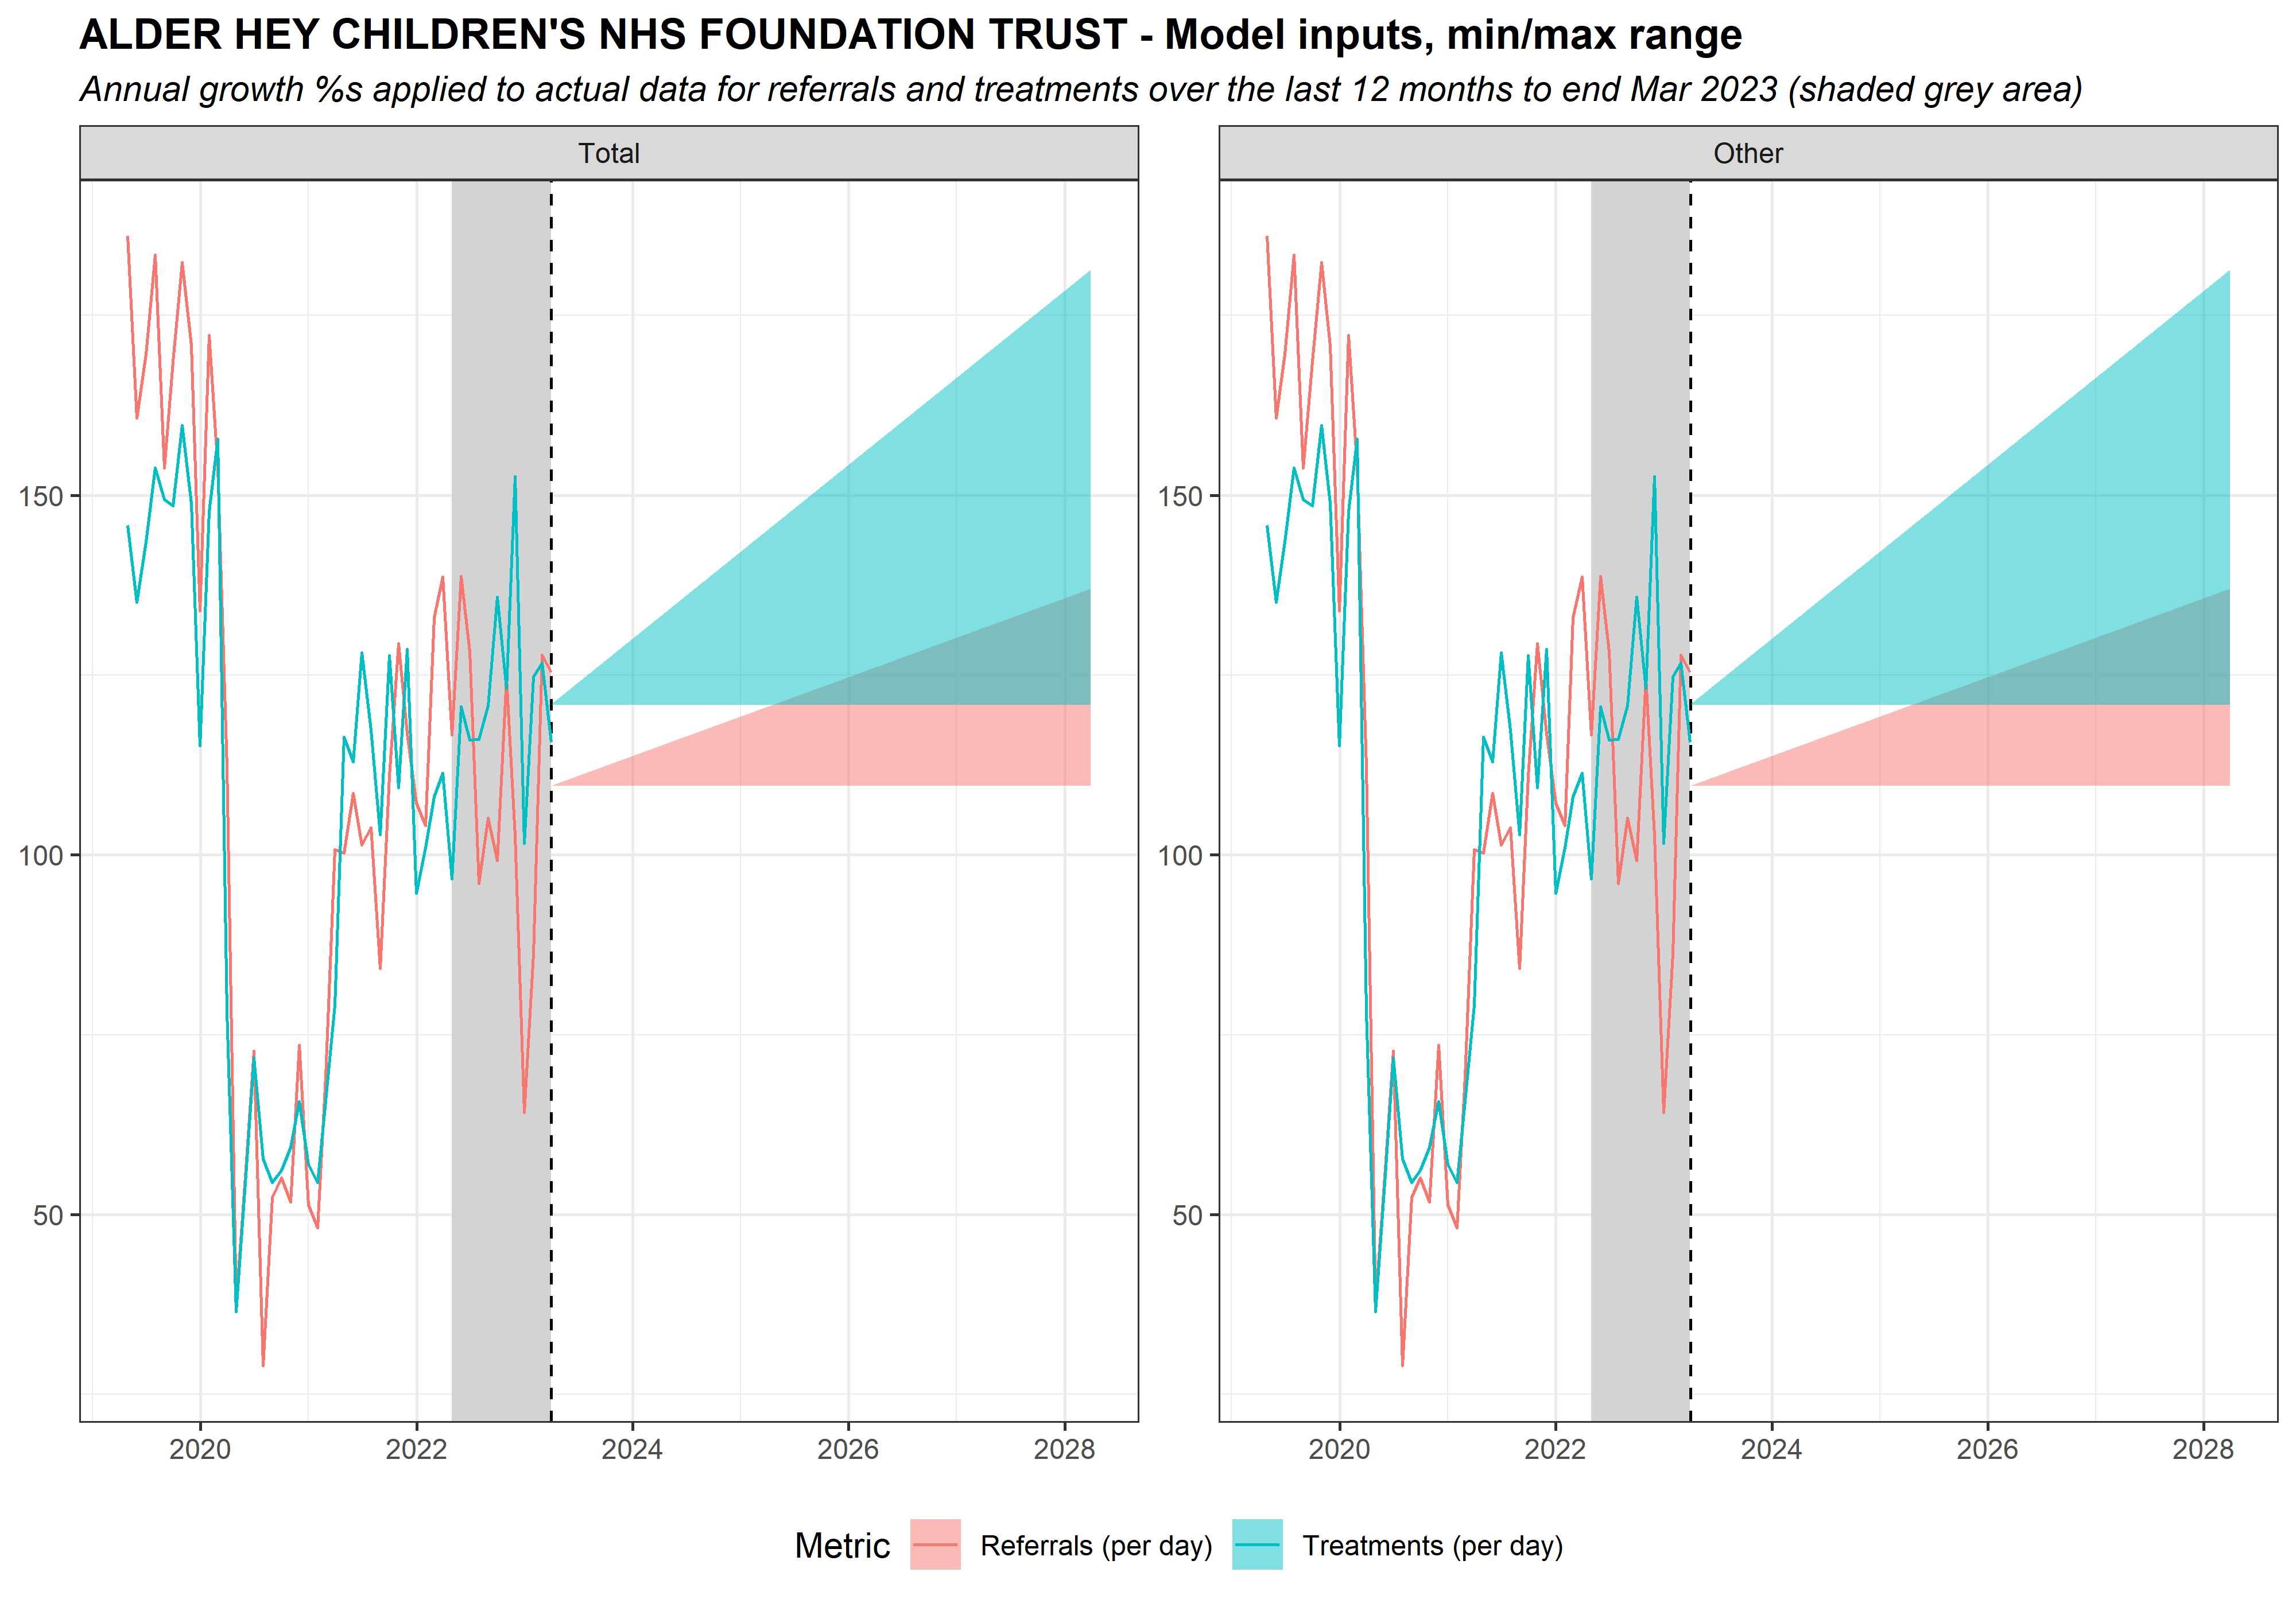 ALDER HEY CHILDREN'S NHS FOUNDATION TRUST - Model inputs, min/max range
Annual growth %s applied to actual data for referrals and treatments over the last 12 months to end Mar 2023 (shaded grey area)
Total
Other
150
100
50
150
100
50
2020 2022 2024 2026 2028
2020 2022 2024 2026 2028
Metric Referrals (per day) Treatments (per day)